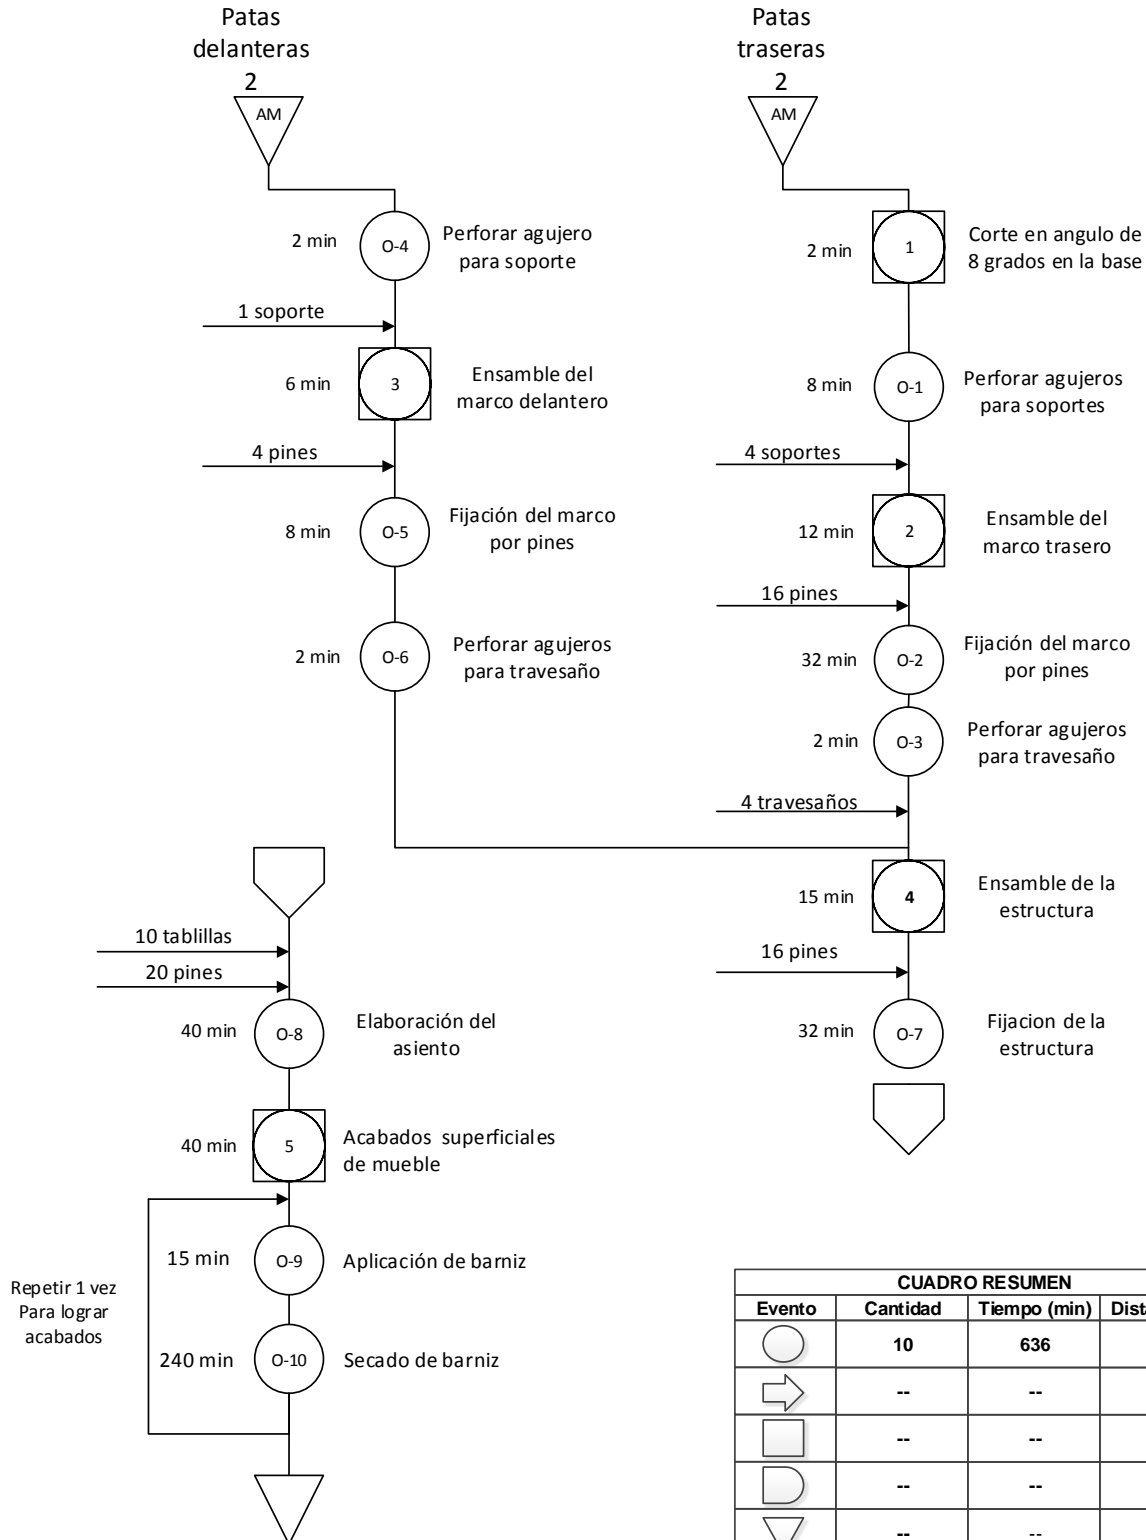 Patas
delanteras
2
AM
2 min
O-4
Perforar agujero
para soporte
1 soporte
6 min
3
Ensamble del
marco delantero
4 pines
8 min
O-5
Fijación del marco
por pines
2 min
O-6
Perforar agujeros
para travesaño
Patas
traseras
2
AM
2 min
1
Corte en angulo de
8 grados en la base
8 min
O-1
Perforar agujeros
para soportes
4 soportes
12 min
2
Ensamble del
marco trasero
16 pines
32 min
O-2
Fijación del marco
por pines
2 min
O-3
Perforar agujeros
para travesaño
4 travesaños
15 min
4
Ensamble de la
estructura
16 pines
32 min
O-7
Fijacion de la
estructura
10 tablillas
20 pines
40 min
O-8
Elaboración del
asiento
40 min
5
Acabados superficiales
de mueble
15 min
O-9
Aplicación de barniz
Repetir 1 vez
Para lograr
acabados
240 min
O-10
Secado de barniz
CUADRO RESUMEN
Evento Cantidad Tiempo (min)
10 636
-- --
-- --
-- --
-- --